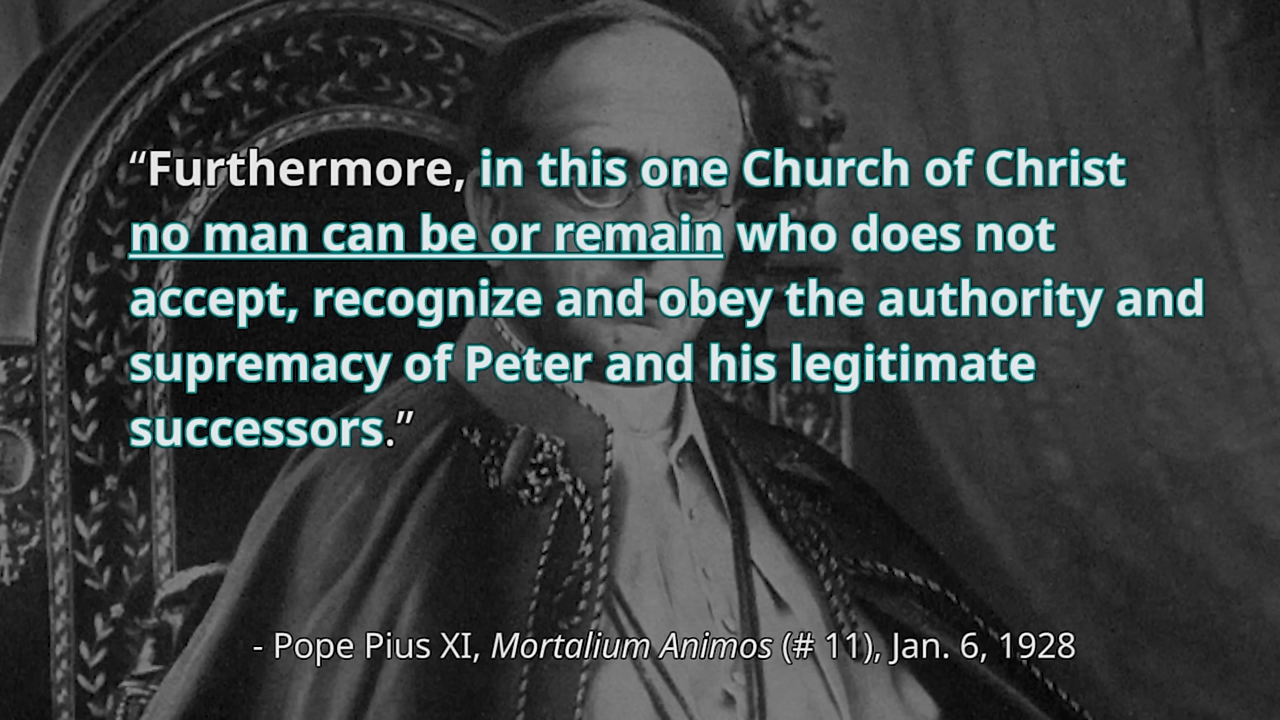 “Furthermore, in this one Church of Christ
no man can be or remain who does not
accept, recognize and obey the authority and
supremacy of Peter and his legitimate
successors.”
- Pope Pius XI, Mortalium Animos (# 11), Jan. 6, 1928